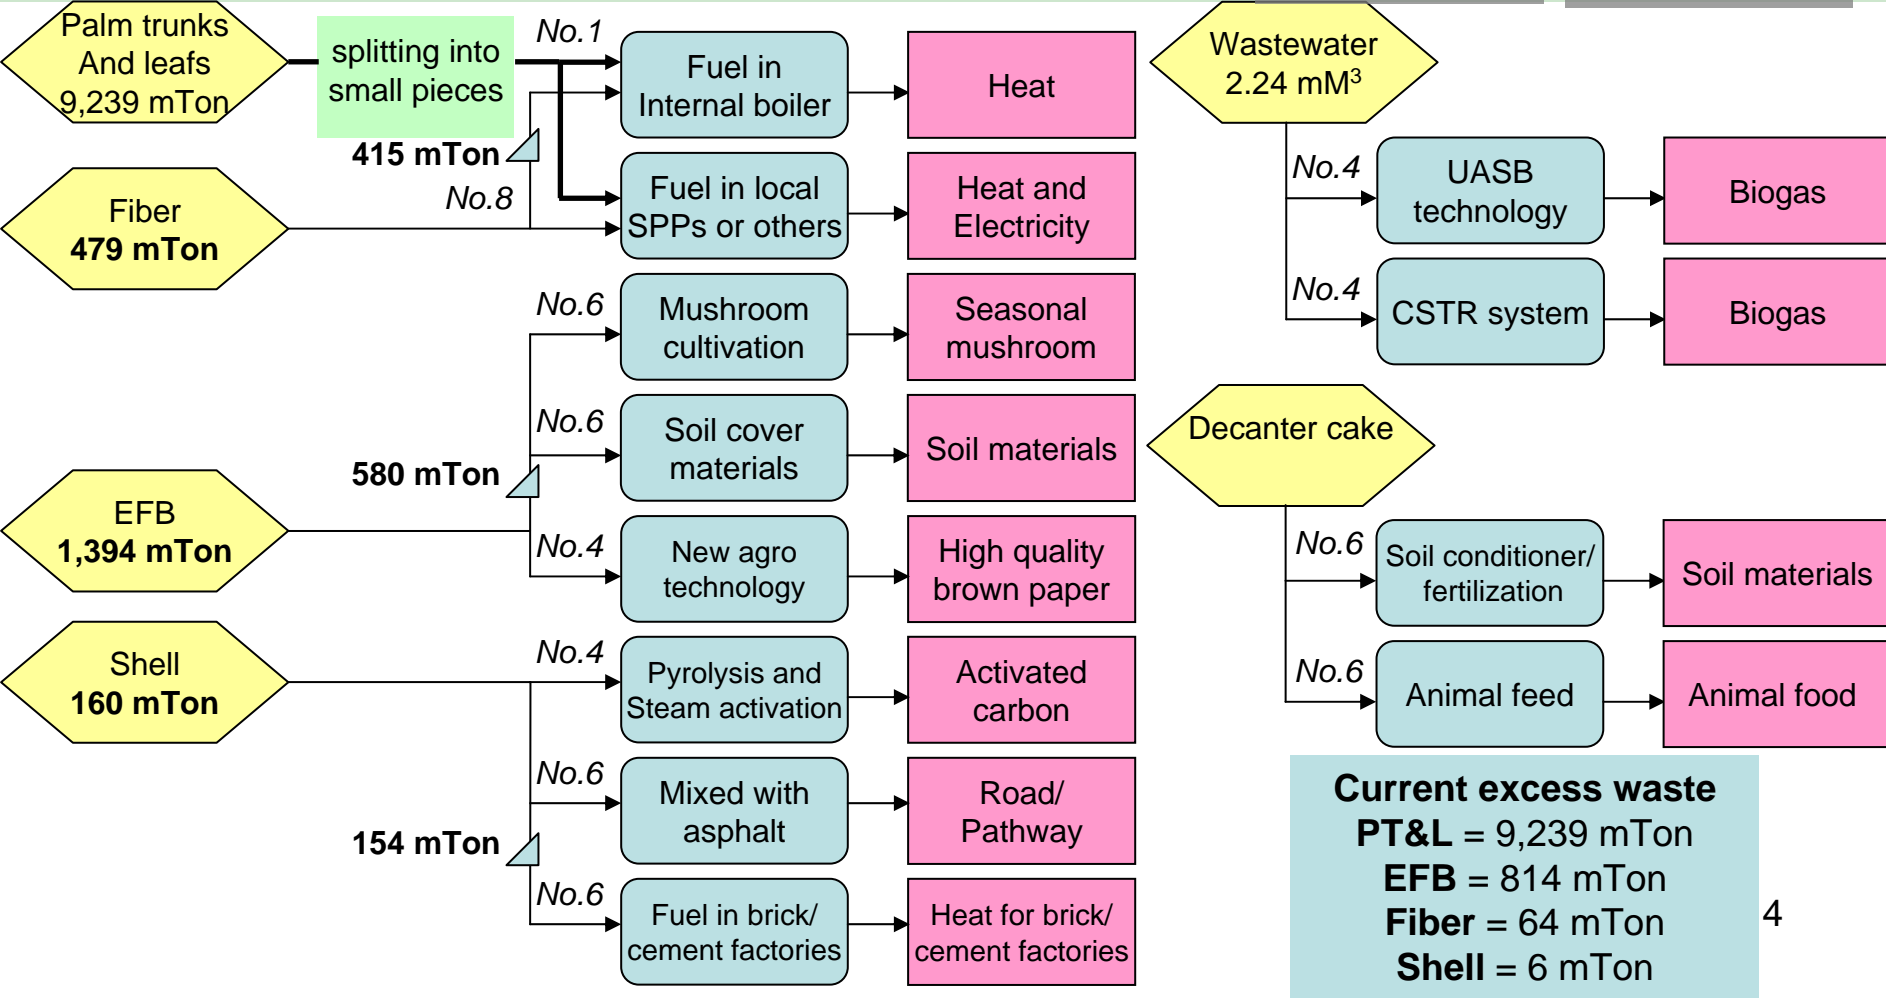 Palm trunks
And leafs
9,239 mTon
splitting into
small pieces
No.1
Fuel in
Internal boiler
Heat
415 mTon
No.8
Fiber
479 mTon
Fuel in local
SPPs or others
Heat and
Electricity
No.6
Mushroom
cultivation
Seasonal
mushroom
No.6
Soil cover
materials
Soil materials
580 mTon
EFB
1,394 mTon
No.4
New agro
technology
High quality
brown paper
Shell
160 mTon
No.4
Pyrolysis and
Steam activation
Activated
carbon
No.6
Mixed with
asphalt
Road/
Pathway
154 mTon
No.6
Fuel in brick/
cement factories
Heat for brick/
cement factories
Wastewater
2.24 mM³
No.4
UASB
technology
Biogas
No.4
CSTR system
Biogas
Decanter cake
No.6
Soil conditioner/
fertilization
Soil materials
No.6
Animal feed
Animal food
Current excess waste
PT&L = 9,239 mTon
EFB = 814 mTon
Fiber = 64 mTon
Shell = 6 mTon
4